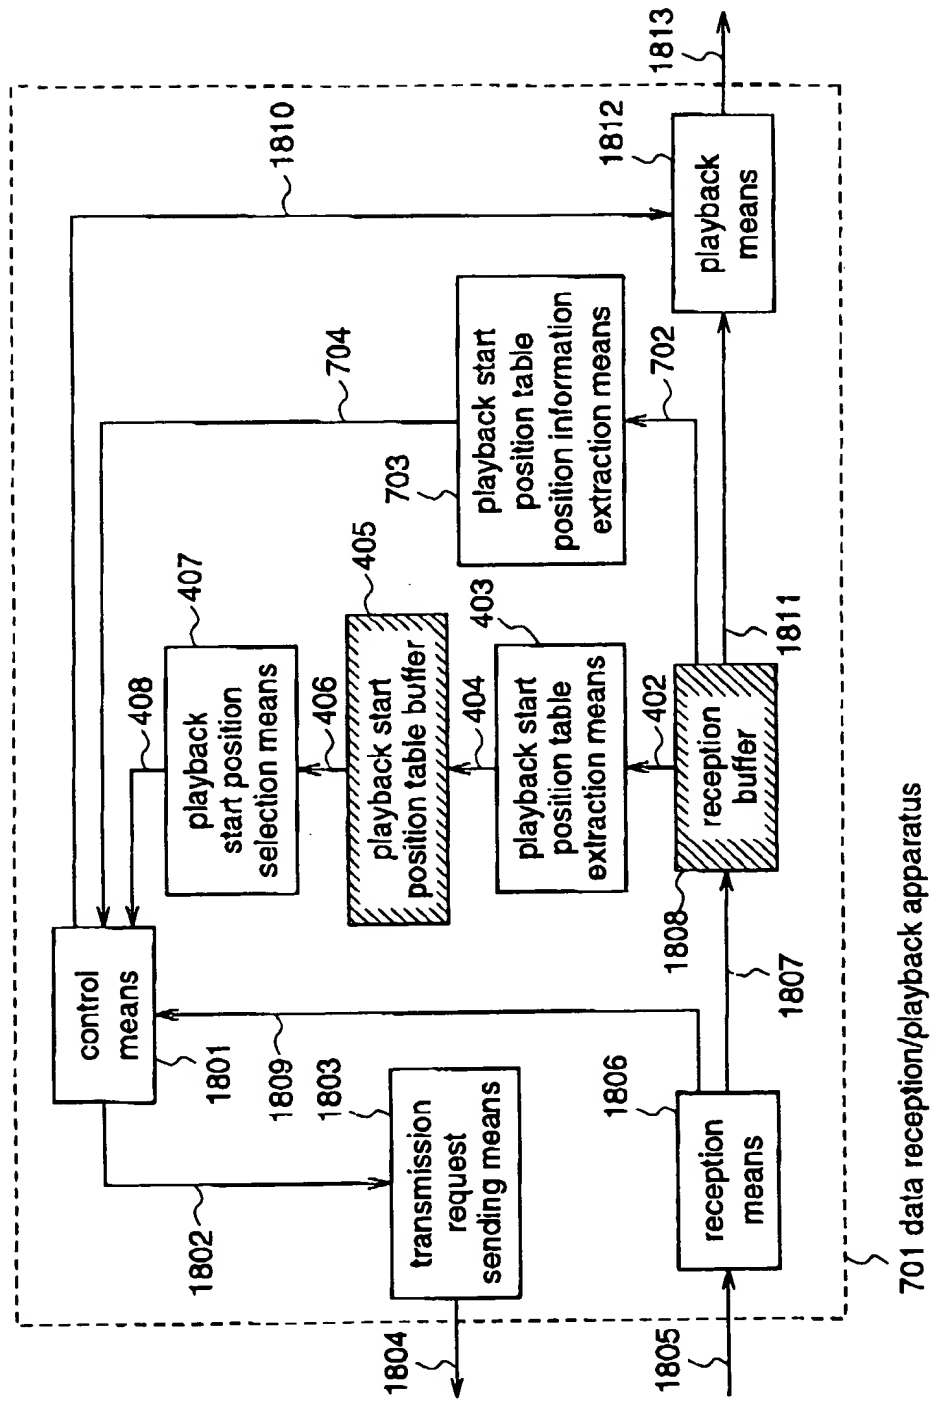 1813
1810
1812
playback
means
704
702
703
playback start
position table
position information
extraction means
405
407
403
408
playback
start position
selection means
406
playback start
position table buffer
404
playback start
position table
extraction means
402
reception
buffer
1811
1808
1807
control
means
1801
1809
1803
1806
1802
transmission
request
sending means
reception
means
1804
1805
701 data reception/playback apparatus